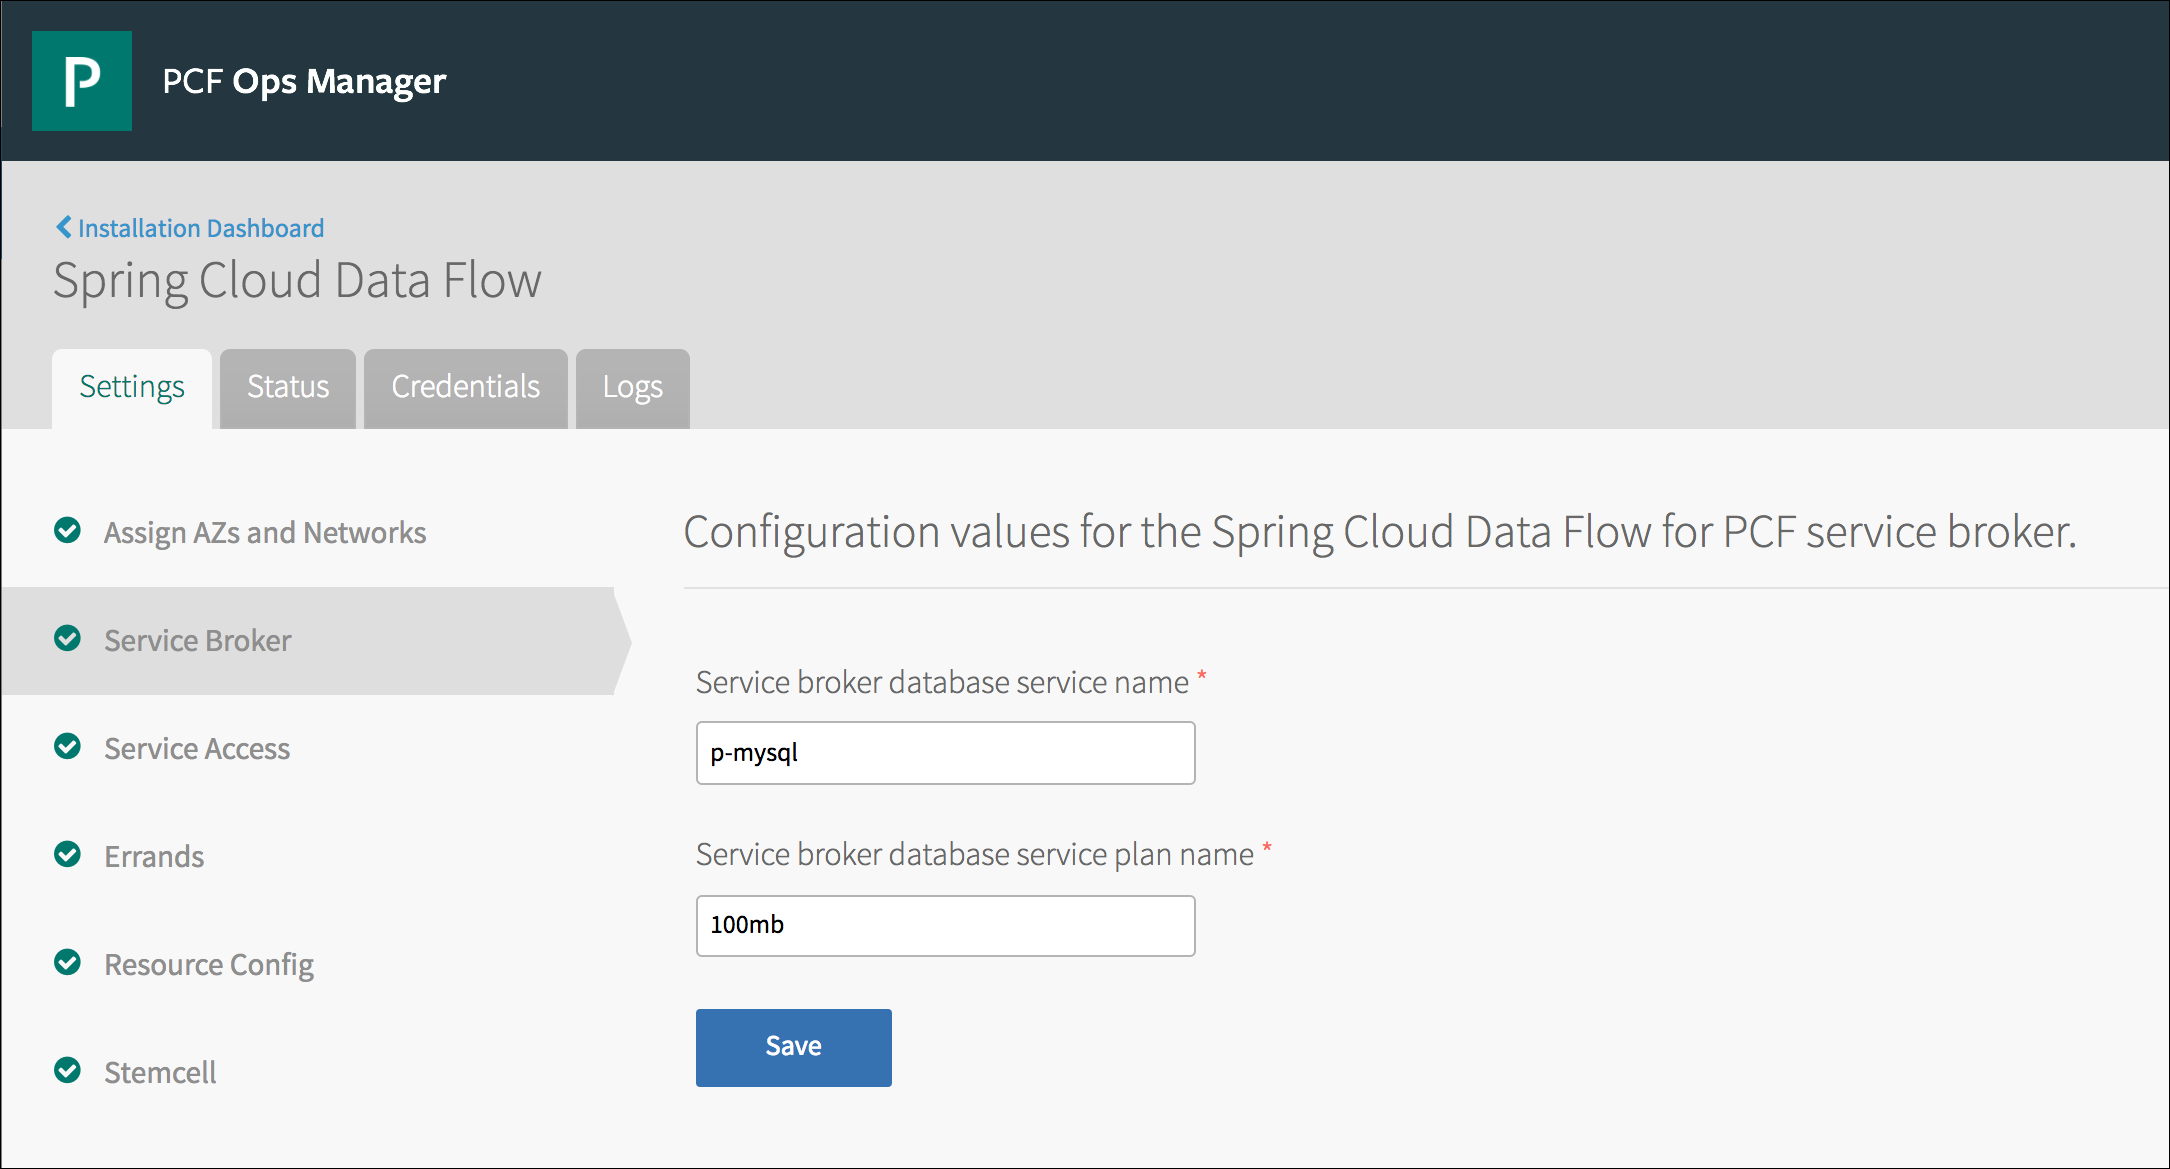 P
PCF Ops Manager
Installation Dashboard
Spring Cloud Data Flow
Settings
Status
Credentials
Logs
Assign AZs and Networks
Service Broker
Service Access
Errands
Resource Config
Stemcell
Configuration values for the Spring Cloud Data Flow for PCF service broker.
Service broker database service name *
p-mysql
Service broker database service plan name *
100mb
Save